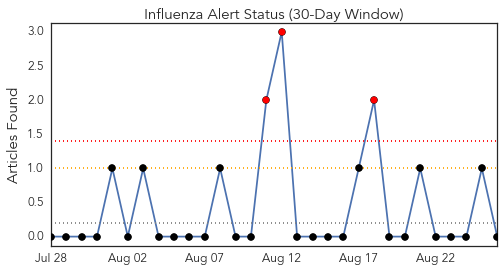 Influenza Alert Status (30-Day Window)
Articles Found
3.0
2.5
2.0
1.5
1.0
0.5
0.0
Jul 28 Aug 02 Aug 07 Aug 12 Aug 17 Aug 22